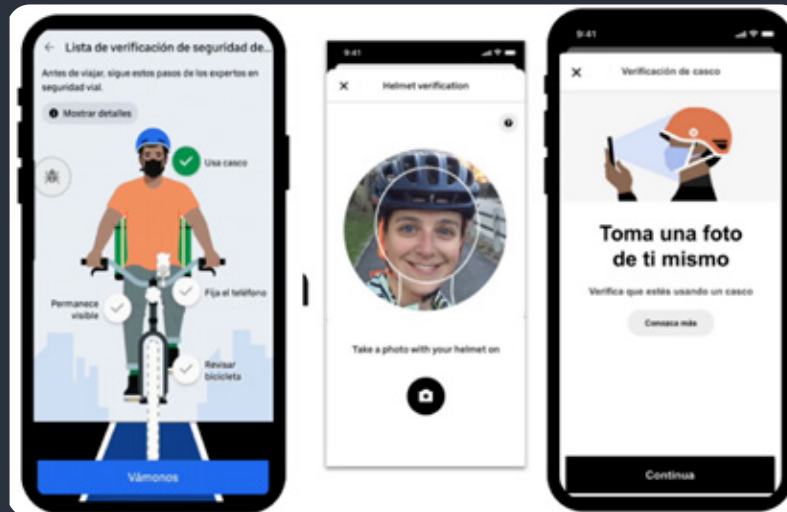 Lista de verificación de seguridad de...
Antes de viajar, sigue estos pasos de los expertos en
seguridad vial.
Mostrar detalles
Usa casco
Fija el teléfono
Permanece
visible
Revisar
bicicleta
Vámonos
9:41
Helmet verification
Take a photo with your helmet on
9:41
Verificación de casco
Toma una foto
de ti mismo
Verifica que estés usando un casco
Conozca más
Continua